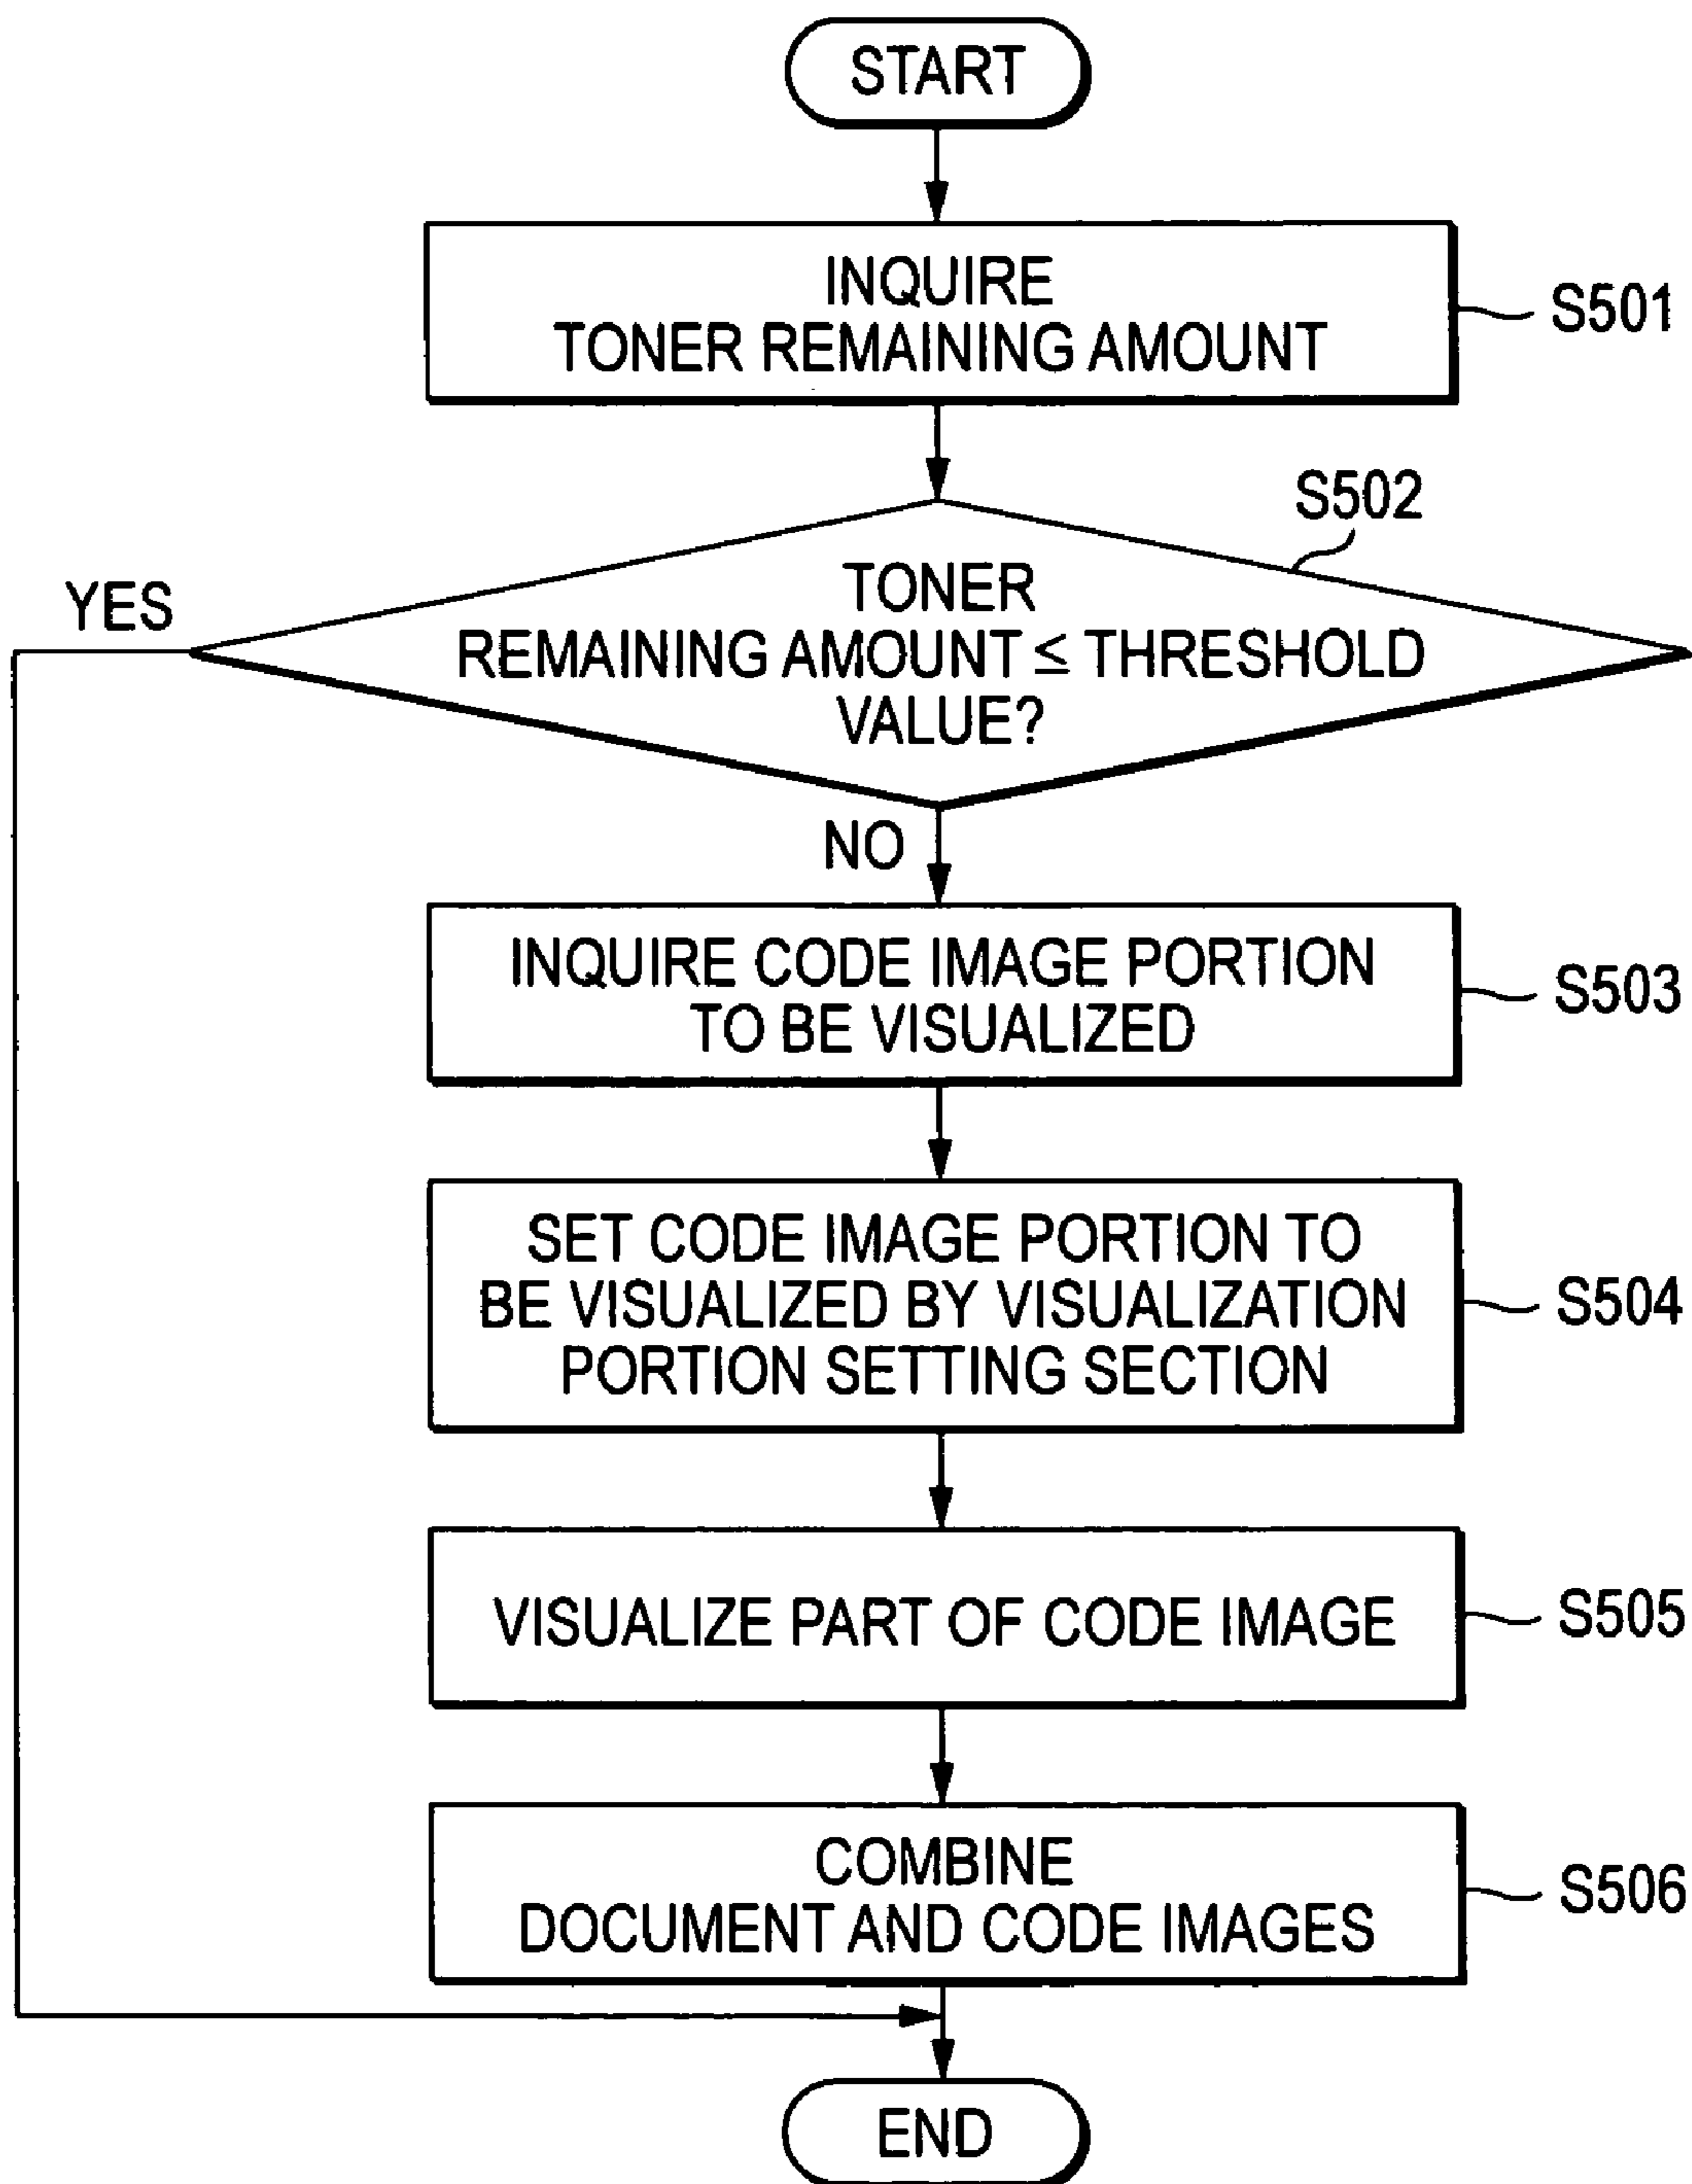 START
INQUIRE
TONER REMAINING AMOUNT
S501
S502
YES
TONER
REMAINING AMOUNT ≤ THRESHOLD
VALUE?
NO
INQUIRE CODE IMAGE PORTION
TO BE VISUALIZED
S503
SET CODE IMAGE PORTION TO
BE VISUALIZED BY VISUALIZATION
PORTION SETTING SECTION
S504
VISUALIZE PART OF CODE IMAGE
S505
COMBINE
DOCUMENT AND CODE IMAGES
S506
END